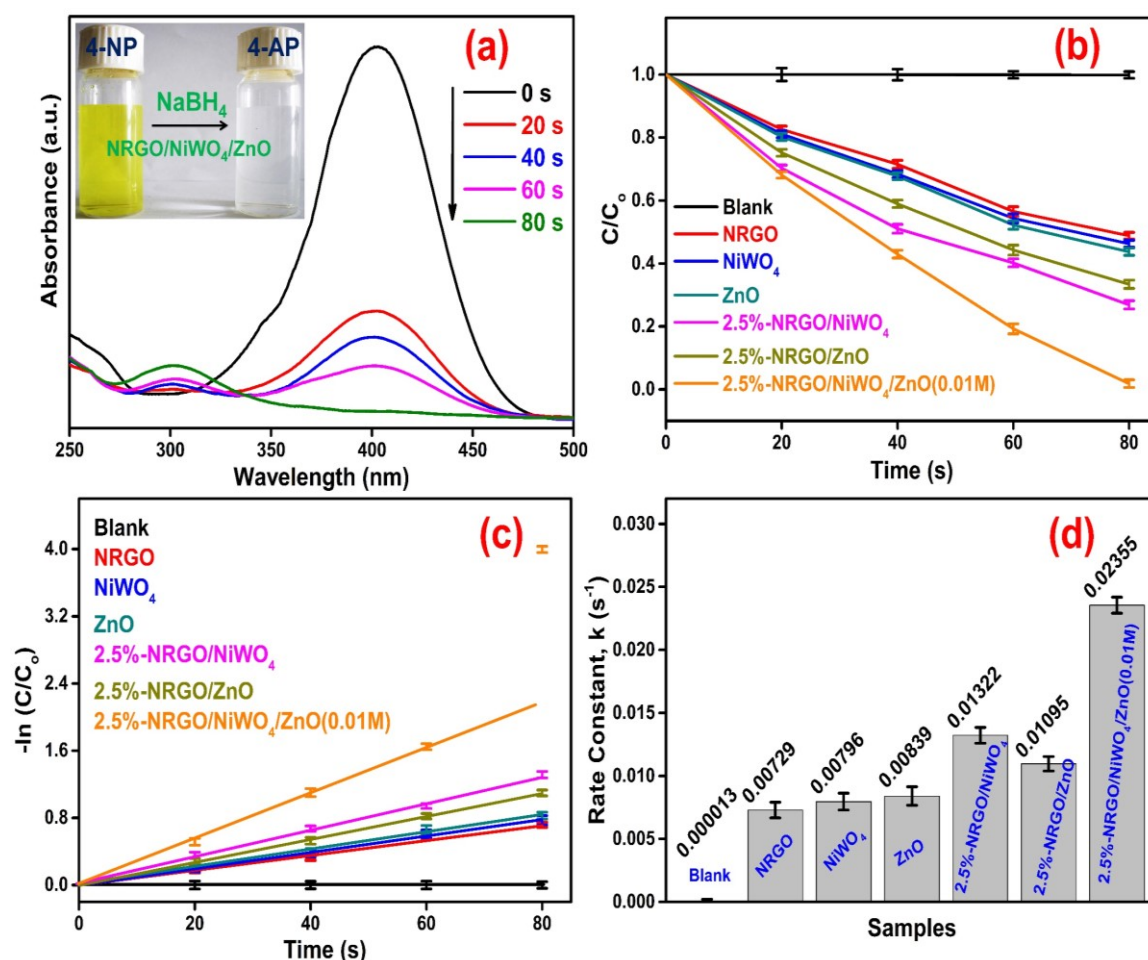 (a)
4-NP
4-AP
NaBH₄
NRGO/NiWO₄/ZnO
0 s
20 s
40 s
60 s
80 s
Absorbance (a.u.)
250
300
350
400
450
500
Wavelength (nm)
(b)
1.0
0.8
0.6
0.4
0.2
0.0
C/Cₒ
Blank
NRGO
NiWO₄
ZnO
2.5%-NRGO/NiWO₄
2.5%-NRGO/ZnO
2.5%-NRGO/NiWO₄/ZnO(0.01M)
0
20
40
60
80
Time (s)
(c)
4.0
3.2
2.4
1.6
0.8
0.0
-ln (C/Cₒ)
Blank
NRGO
NiWO₄
ZnO
2.5%-NRGO/NiWO₄
2.5%-NRGO/ZnO
2.5%-NRGO/NiWO₄/ZnO(0.01M)
0
20
40
60
80
Time (s)
(d)
0.030
0.025
0.020
0.015
0.010
0.005
0.000
Rate Constant, k (s⁻¹)
0.000013
0.00729
0.00796
0.00839
0.01322
0.01095
0.02355
Blank
NRGO
NiWO₄
ZnO
2.5%-NRGO/NiWO₄
2.5%-NRGO/ZnO
2.5%-NRGO/NiWO₄/ZnO(0.01M)
Samples